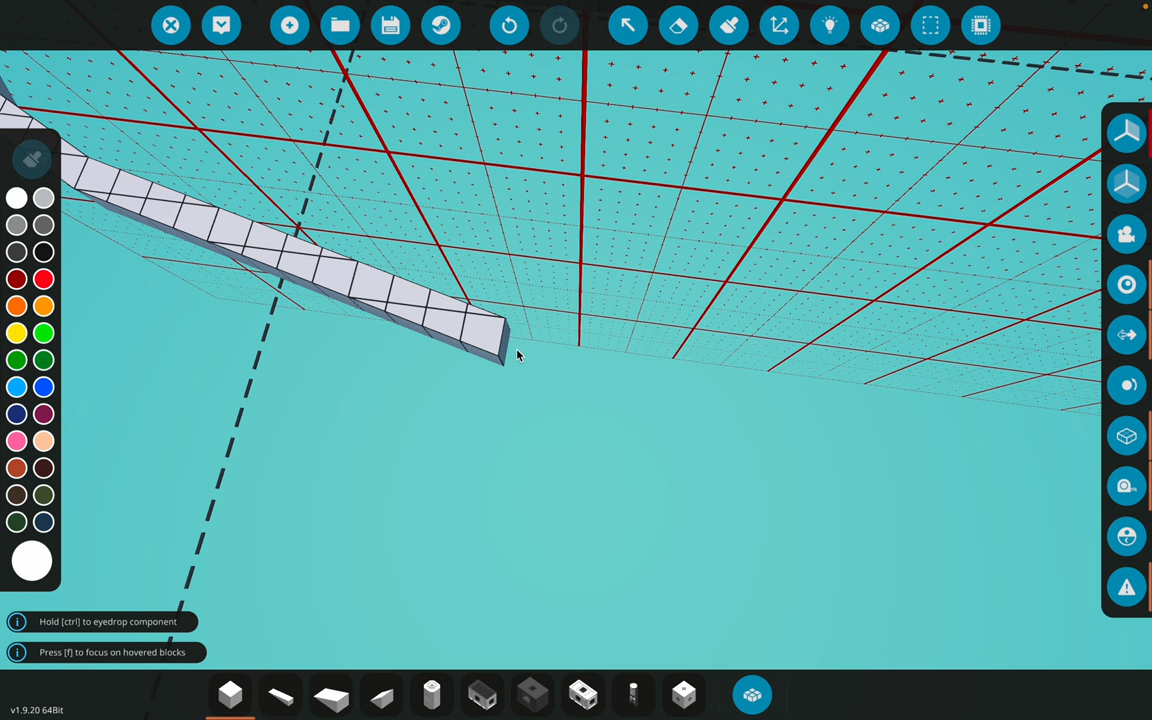 Hold [ctrl] to eyedrop component
Press [f] to focus on hovered blocks
v1.9.20 64Bit